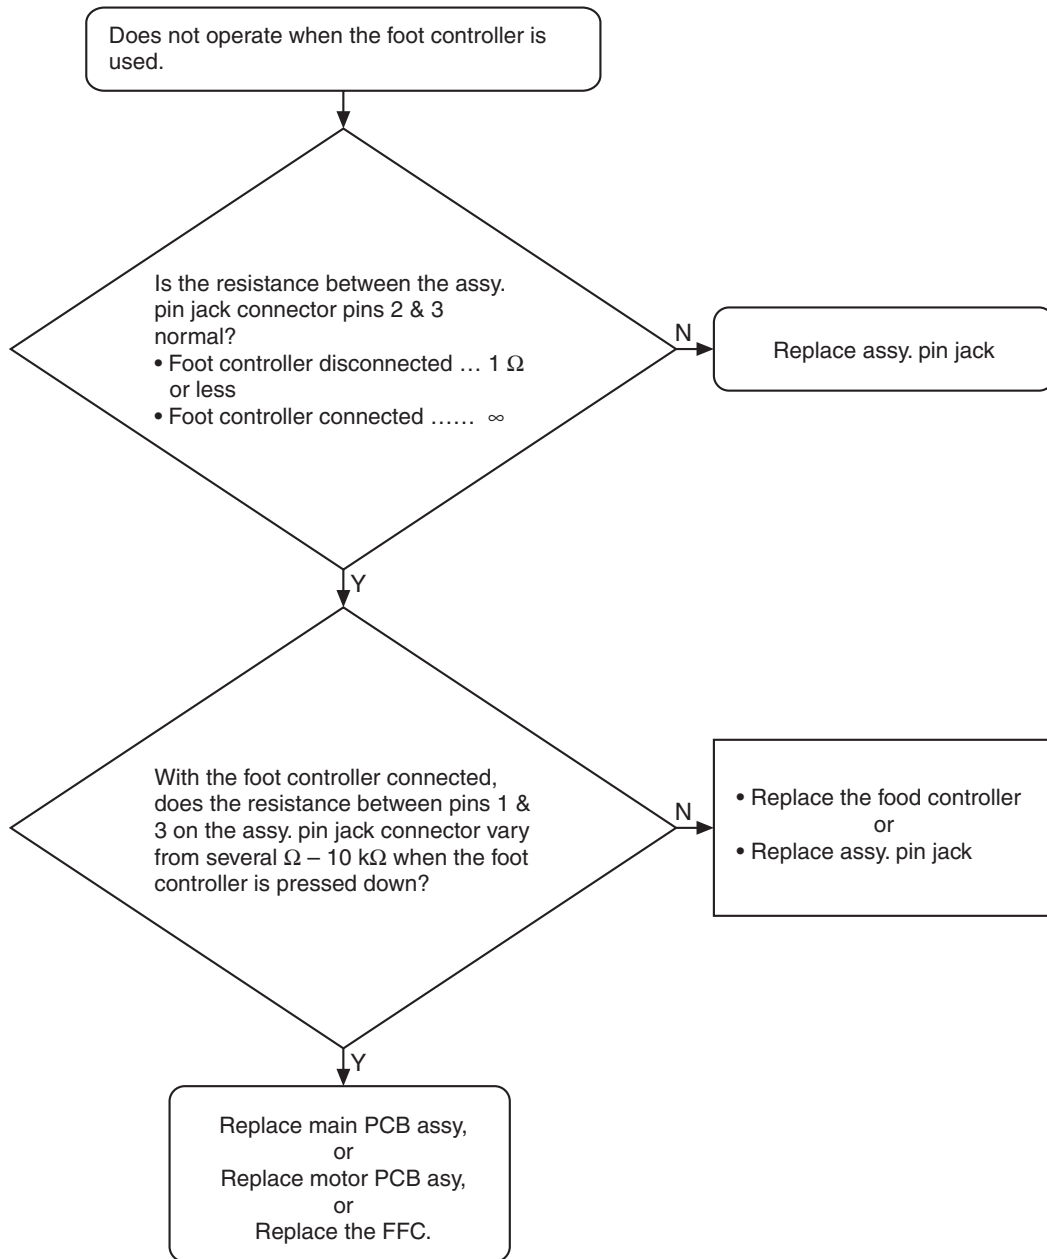 Does not operate when the foot controller is
used.
Is the resistance between the assy.
pin jack connector pins 2 & 3
normal?
• Foot controller disconnected … 1 Ω
or less
• Foot controller connected …… ∞
N
Replace assy. pin jack
Y
With the foot controller connected,
does the resistance between pins 1 &
3 on the assy. pin jack connector vary
from several Ω – 10 kΩ when the foot
controller is pressed down?
N
• Replace the food controller
or
• Replace assy. pin jack
Y
Replace main PCB assy,
or
Replace motor PCB asy,
or
Replace the FFC.